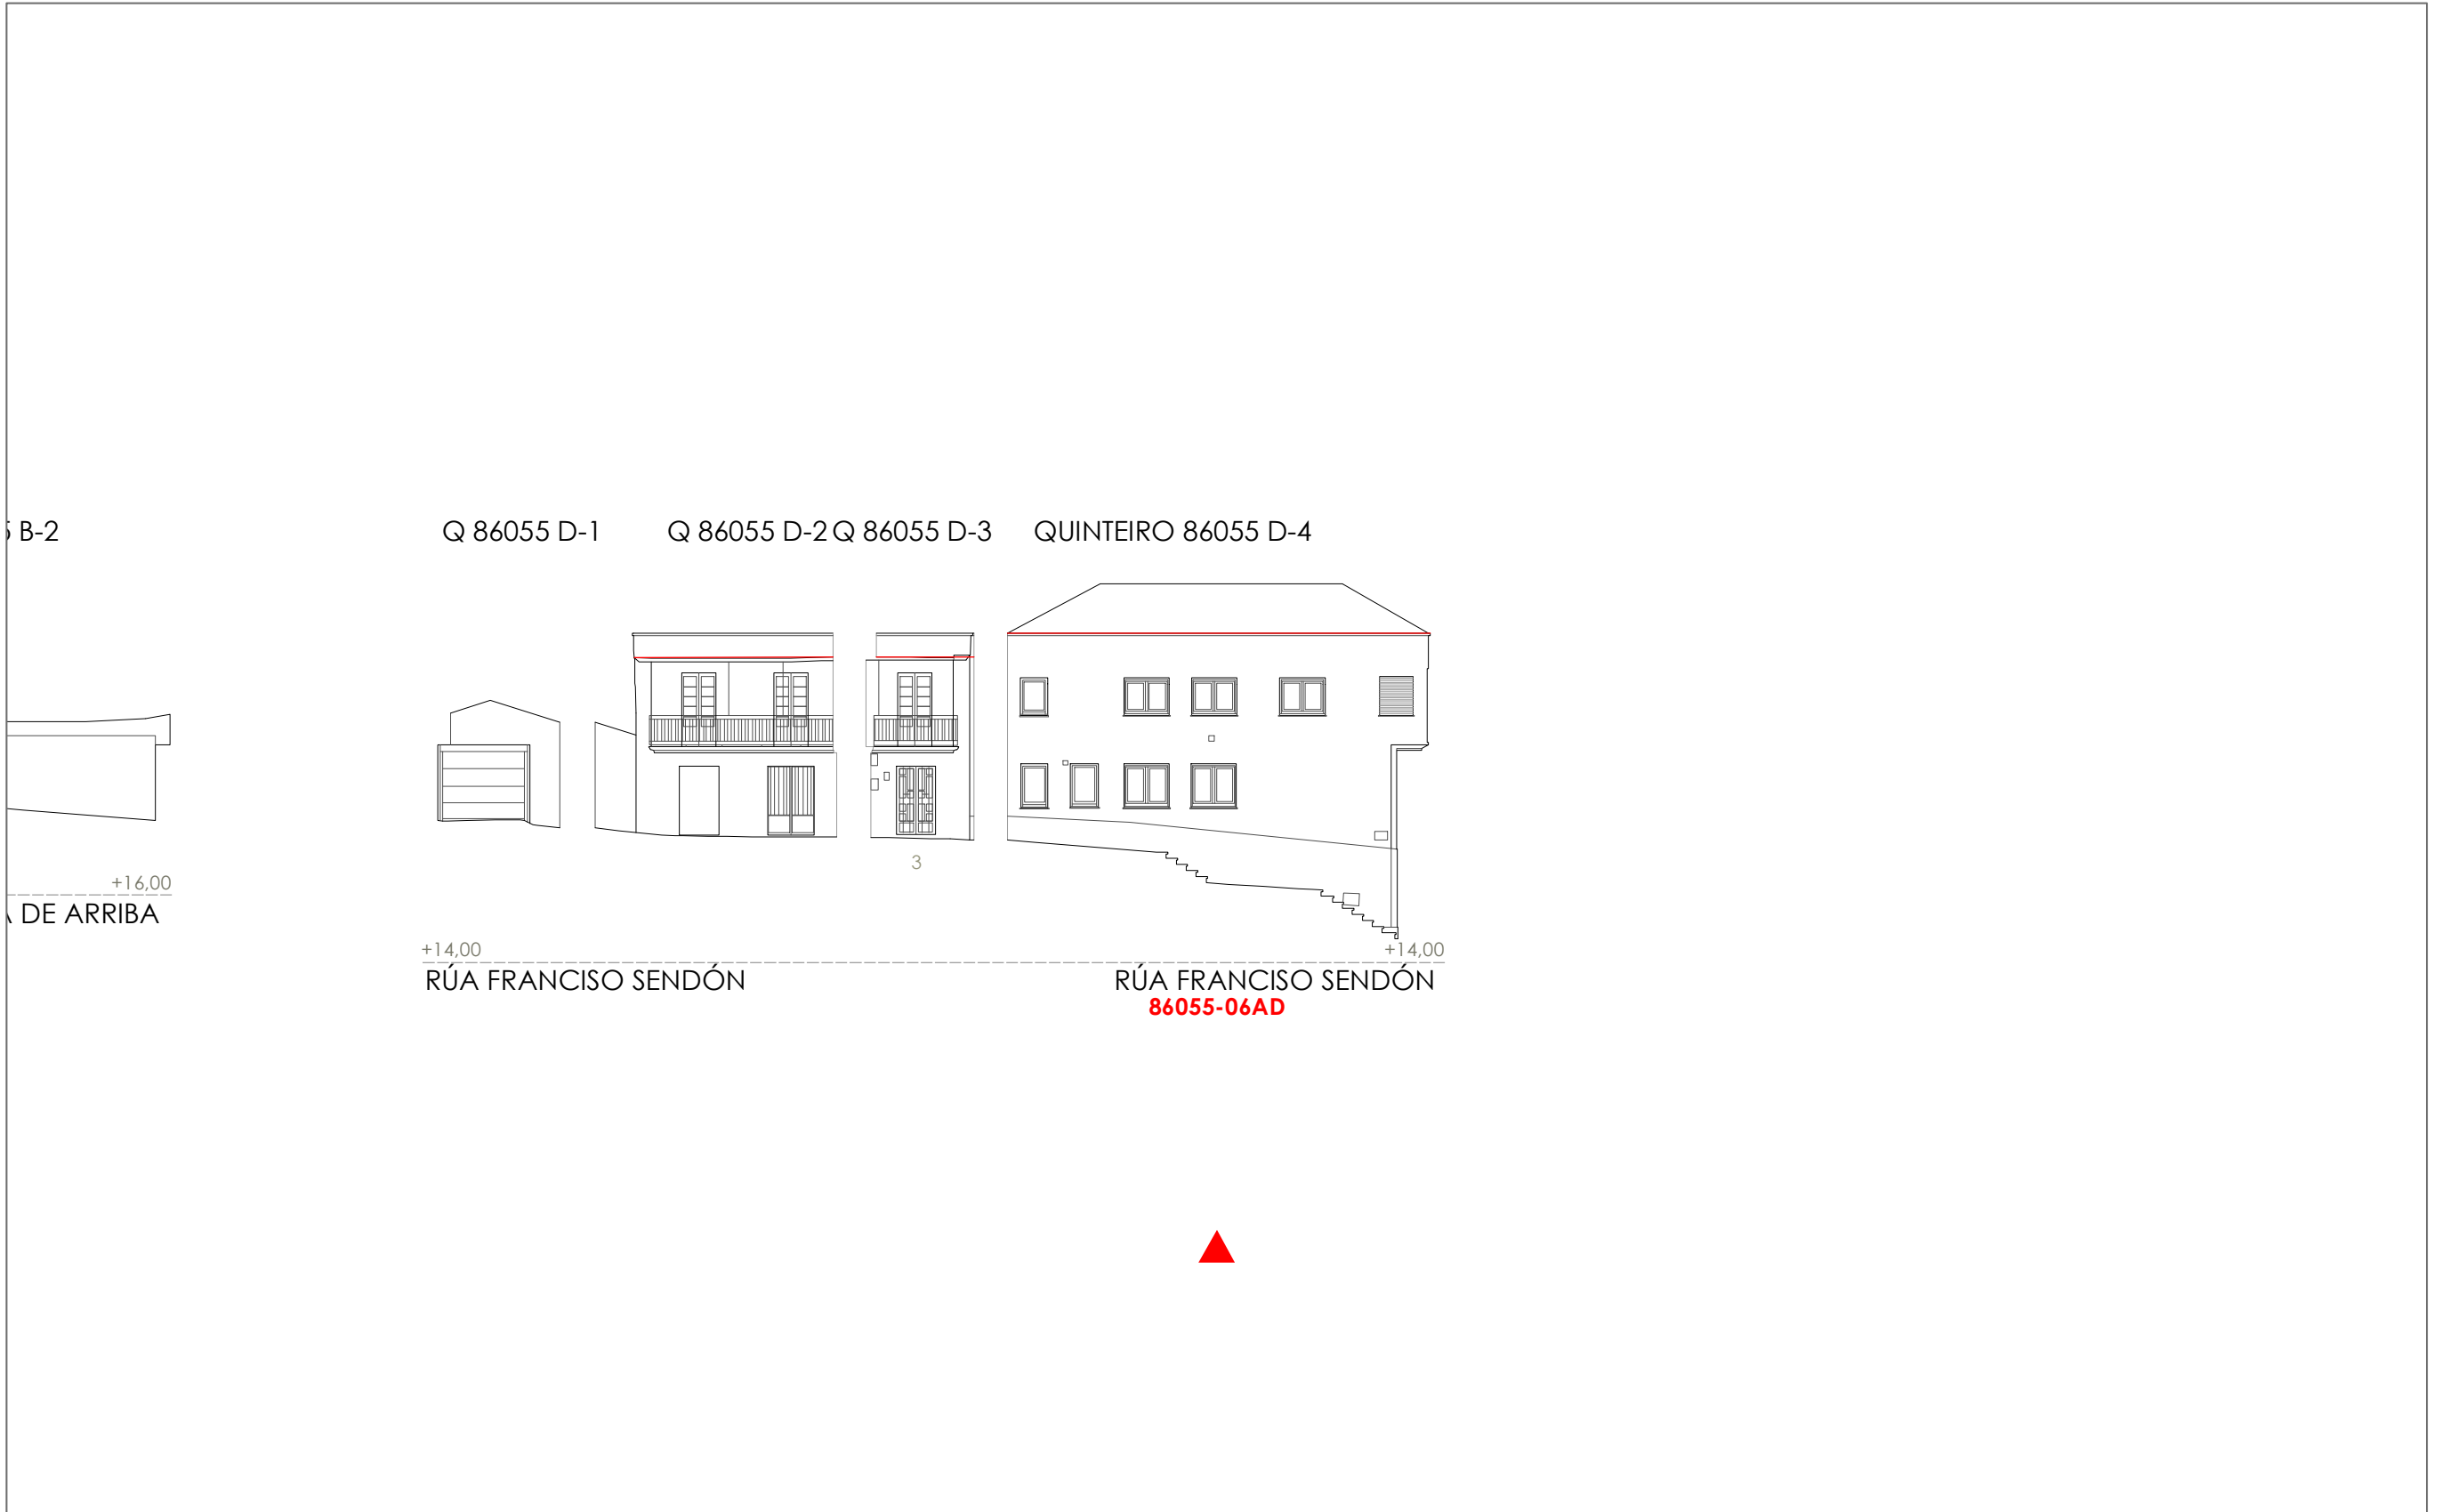 B-2
Q 86055 D-1
Q 86055 D-2
Q 86055 D-3
QUINTEIRO 86055 D-4
3
+16,00
DE ARRIBA
+14,00
+14,00
RÚA FRANCISO SENDÓN
RÚA FRANCISO SENDÓN
86055-06AD